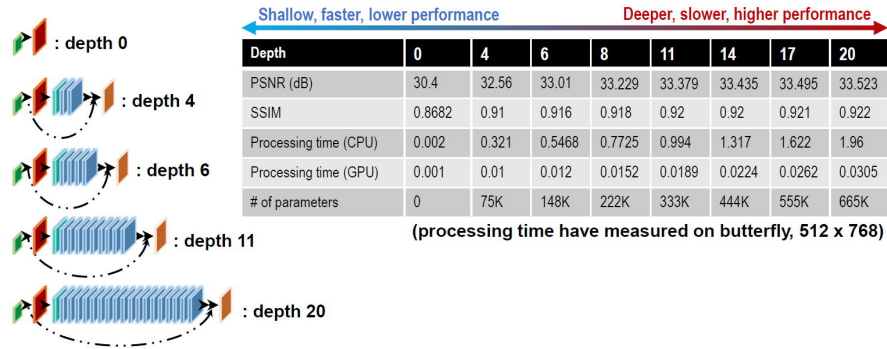 Shallow, faster, lower performance Deeper, slower, higher performance
: depth 0
: depth 4
: depth 6
: depth 11
: depth 20
Depth 0 4 6 8 11 14 17 20
PSNR (dB) 30.4 32.56 33.01 33.229 33.379 33.435 33.495 33.523
SSIM 0.8682 0.91 0.916 0.918 0.92 0.92 0.921 0.922
Processing time (CPU) 0.002 0.321 0.5468 0.7725 0.994 1.317 1.622 1.96
Processing time (GPU) 0.001 0.01 0.012 0.0152 0.0189 0.0224 0.0262 0.0305
# of parameters 0 75K 148K 222K 333K 444K 555K 665K
(processing time have measured on butterfly, 512 x 768)